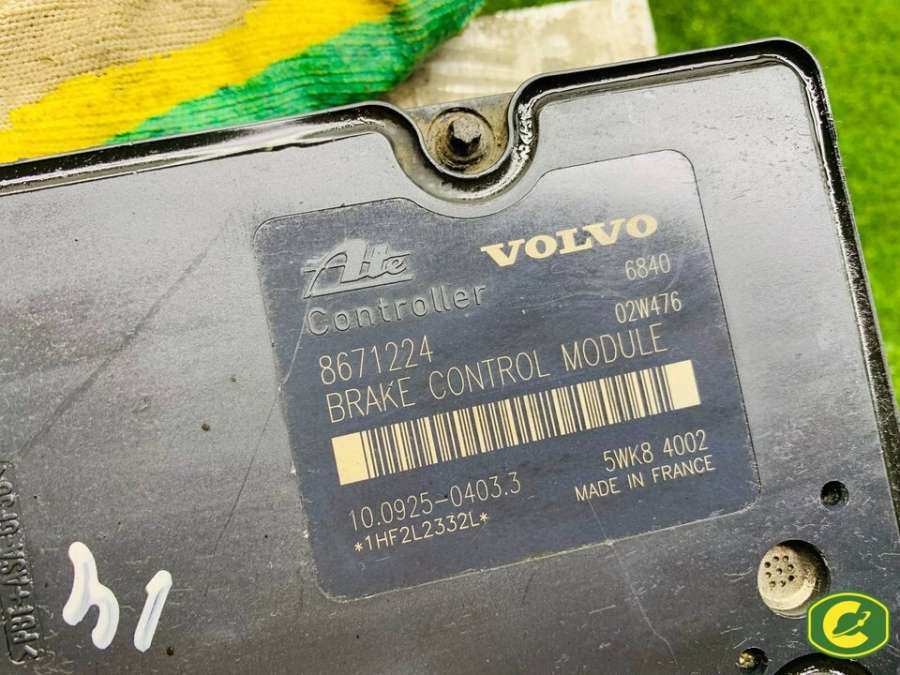 Ate
Controller
VOLVO
6840
02W476
8671224
BRAKE CONTROL MODULE
10.0925-0403.3
*1HF2L2332L*
5WK8 4002
MADE IN FRANCE
31